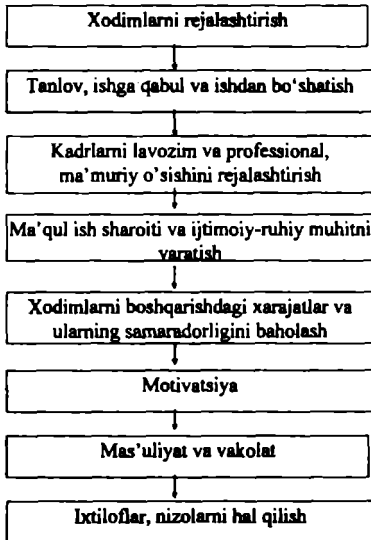 Xodimlarni rejalashtirish
Tanlov, ishga qabul va ishdan bo‘shatish
Kadrlarni lavozim va professional,
ma’muriy o‘sishini rejalashtirish
Ma’qul ish sharoiti va ijtimoiy-ruhiy muhitni
yaratish
Xodimlarni boshqarishdagi xarajatlar va
ularning samaradorligini baholash
Motivatsiya
Mas’uliyat va vakolat
Ixtiloflar, nizolarni hal qilish